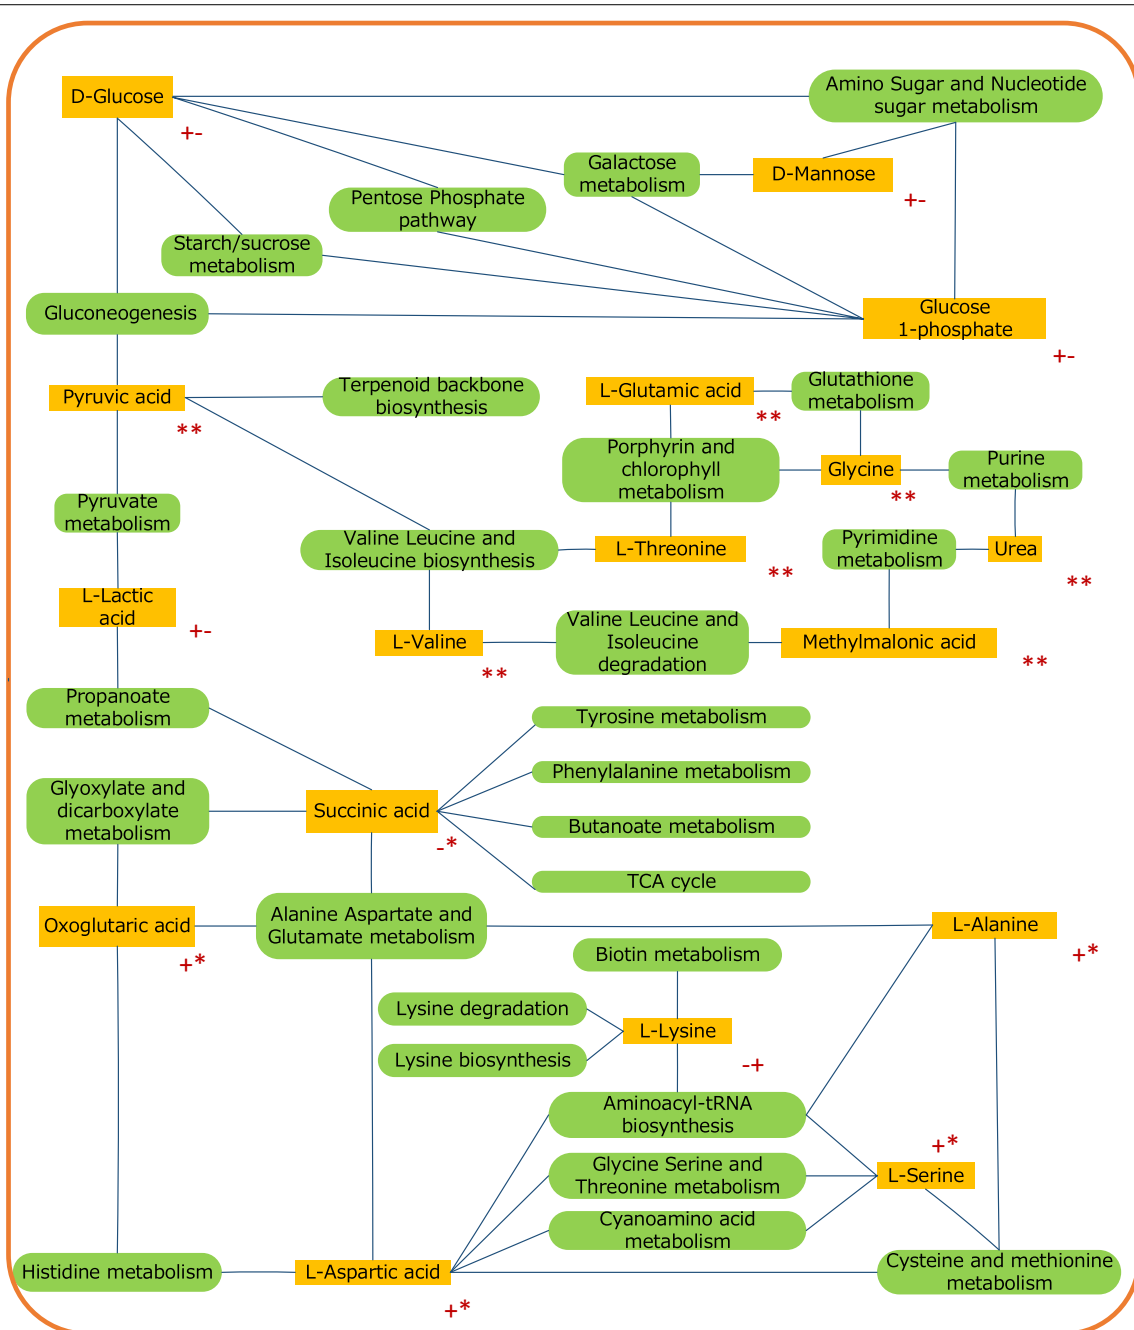 D-Glucose
+-
Amino Sugar and Nucleotide
sugar metabolism
Galactose
metabolism
D-Mannose
+-
Pentose Phosphate
pathway
Starch/sucrose
metabolism
Gluconeogenesis
Glucose
1-phosphate
+-
Pyruvic acid
**
Terpenoid backbone
biosynthesis
L-Glutamic acid
**
Glutathione
metabolism
Porphyrin and
chlorophyll
metabolism
Glycine
**
Purine
metabolism
Pyruvate
metabolism
Valine Leucine and
Isoleucine biosynthesis
L-Threonine
**
Pyrimidine
metabolism
Urea
**
L-Lactic
acid
+-
L-Valine
**
Valine Leucine and
Isoleucine
degradation
Methylmalonic acid
**
Propanoate
metabolism
Tyrosine metabolism
Phenylalanine metabolism
Glyoxylate and
dicarboxylate
metabolism
Succinic acid
-*
Butanoate metabolism
TCA cycle
Oxoglutaric acid
+*
Alanine Aspartate and
Glutamate metabolism
L-Alanine
+*
Biotin metabolism
Lysine degradation
L-Lysine
-+
Lysine biosynthesis
Aminoacyl-tRNA
biosynthesis
Glycine Serine and
Threonine metabolism
+*
L-Serine
Cyanoamino acid
metabolism
Histidine metabolism
L-Aspartic acid
+*
Cysteine and methionine
metabolism